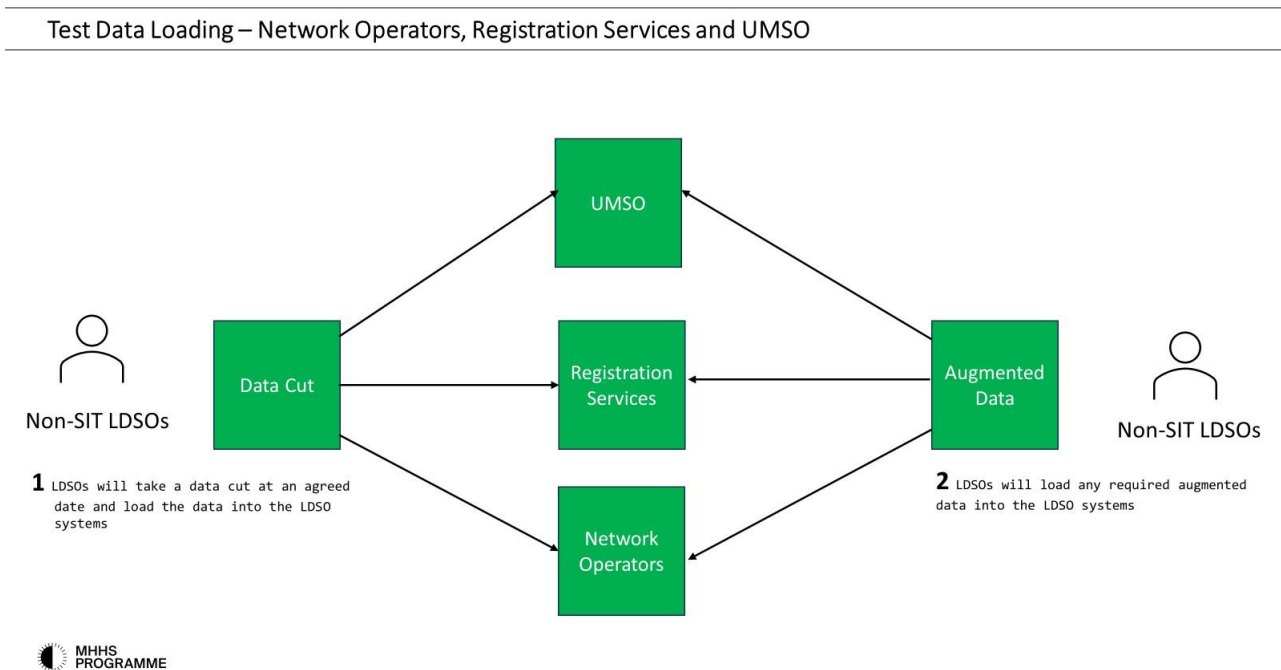 Test Data Loading – Network Operators, Registration Services and UMSO
UMSO
Non-SIT LDSOs
Data Cut
Registration
Services
Augmented
Data
Non-SIT LDSOs
1 LDSOs will take a data cut at an agreed
date and load the data into the LDSO
systems
2 LDSOs will load any required augmented
data into the LDSO systems
Network
Operators
MHHS
PROGRAMME